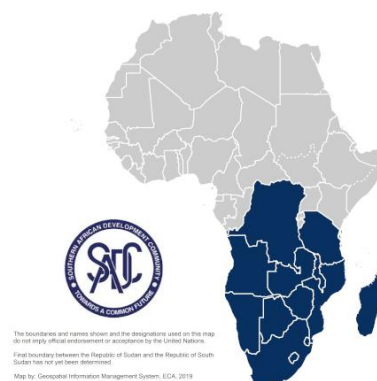 SOUTHERN AFRICAN DEVELOPMENT COMMUNITY
SADC
TOWARDS A COMMON FUTURE
The boundaries and names shown and the designations used on this map
do not imply official endorsement or acceptance by the United Nations.
Final boundary between the Republic of Sudan and the Republic of South
Sudan has not yet been determined.
Map by: Geospatial Information Management System, ECA, 2019